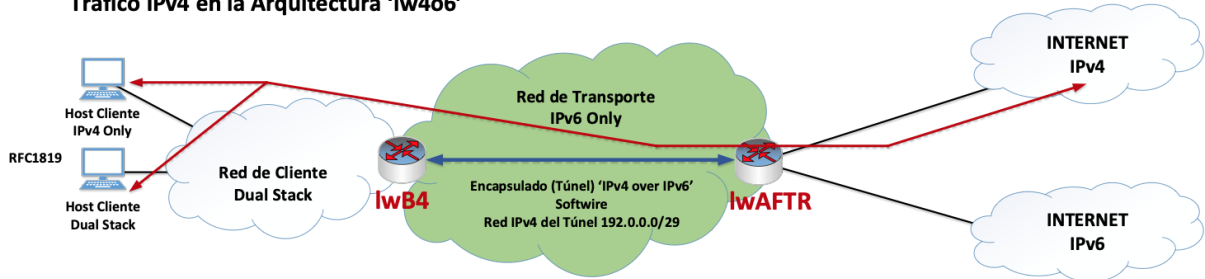 Tráfico IPv4 en la Arquitectura 'lw4o6'
INTERNET
IPv4
Host Cliente
IPv4 Only
RFC1819
Host Cliente
Dual Stack
Red de Cliente
Dual Stack
lwB4
Red de Transporte
IPv6 Only
Encapsulado (Túnel) 'IPv4 over IPv6'
Softwire
Red IPv4 del Túnel 192.0.0.0/29
lwAFTR
INTERNET
IPv6